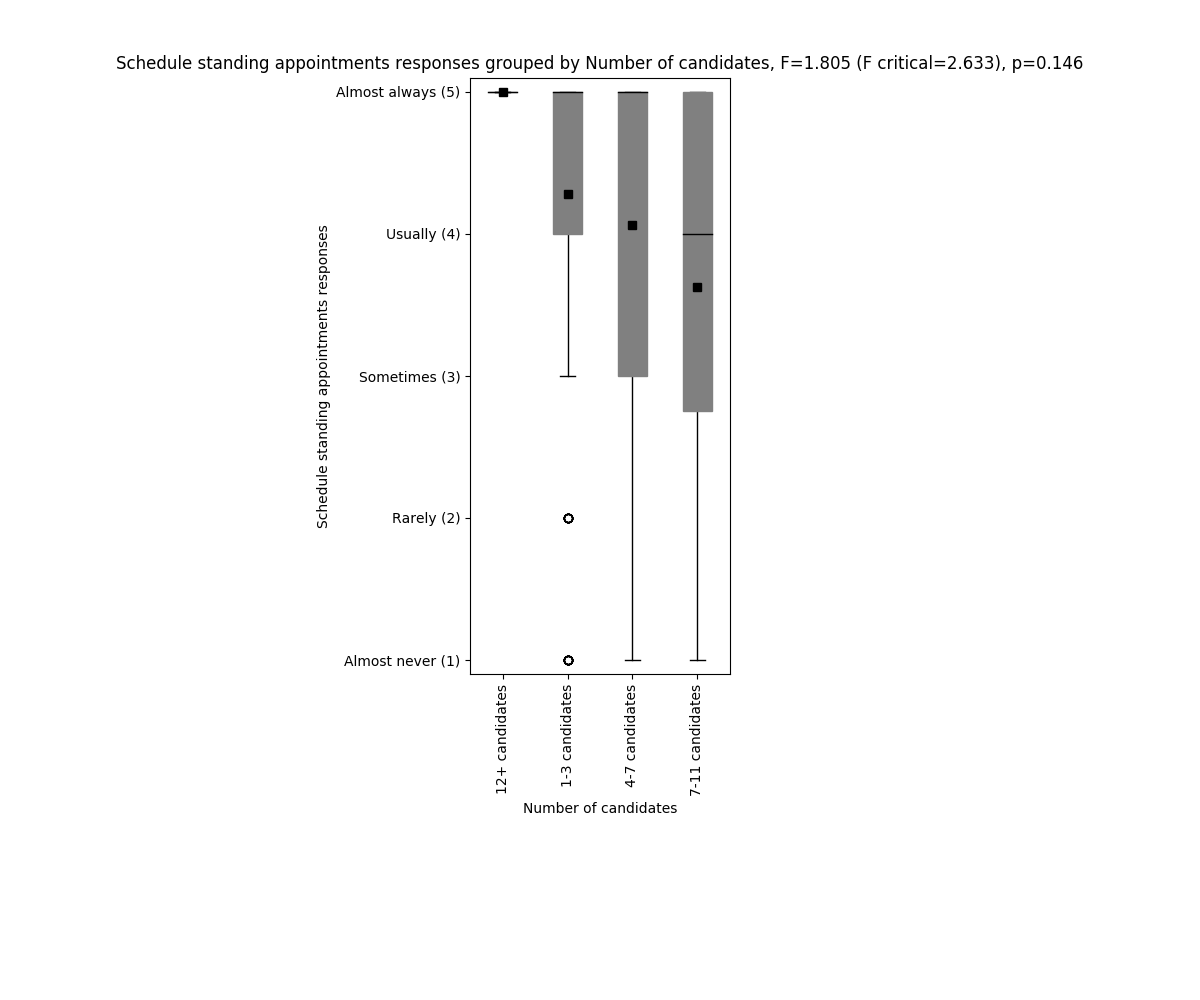 Schedule standing appointments responses grouped by Number of candidates, F=1.805 (F critical=2.633), p=0.146
Schedule standing appointments responses
Almost always (5)
Usually (4)
Sometimes (3)
Rarely (2)
Almost never (1)
12+ candidates
1-3 candidates
4-7 candidates
7-11 candidates
Number of candidates